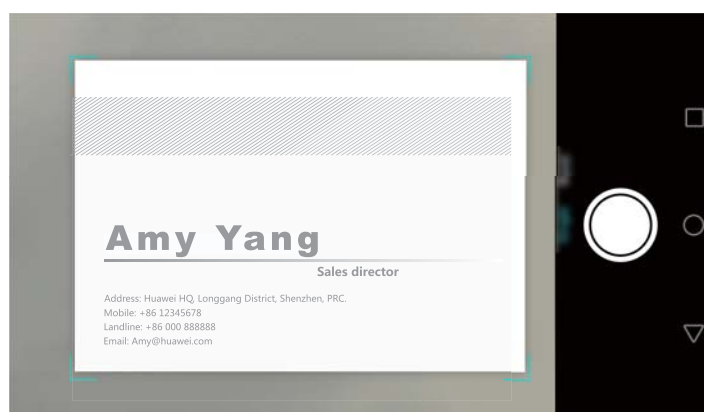 Amy Yang
Sales director
Address: Huawei HQ, Longgang District, Shenzhen, PRC.
Mobile: +86 12345678
Landline: +86 000 888888
Email: Amy@huawei.com